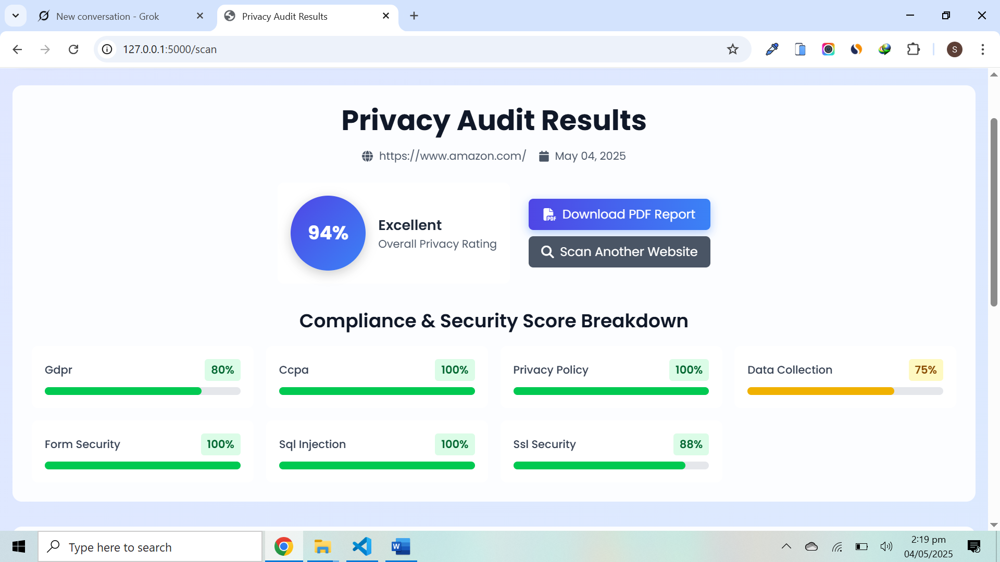 New conversation - Grok
Privacy Audit Results
127.0.0.1:5000/scan
S
Privacy Audit Results
https://www.amazon.com/ May 04, 2025
94%
Excellent
Overall Privacy Rating
PDF Download PDF Report
Scan Another Website
Compliance & Security Score Breakdown
Gdpr 80%
Ccpa 100%
Privacy Policy 100%
Data Collection 75%
Form Security 100%
Sql Injection 100%
Ssl Security 88%
Type here to search
W
2:19 pm
04/05/2025